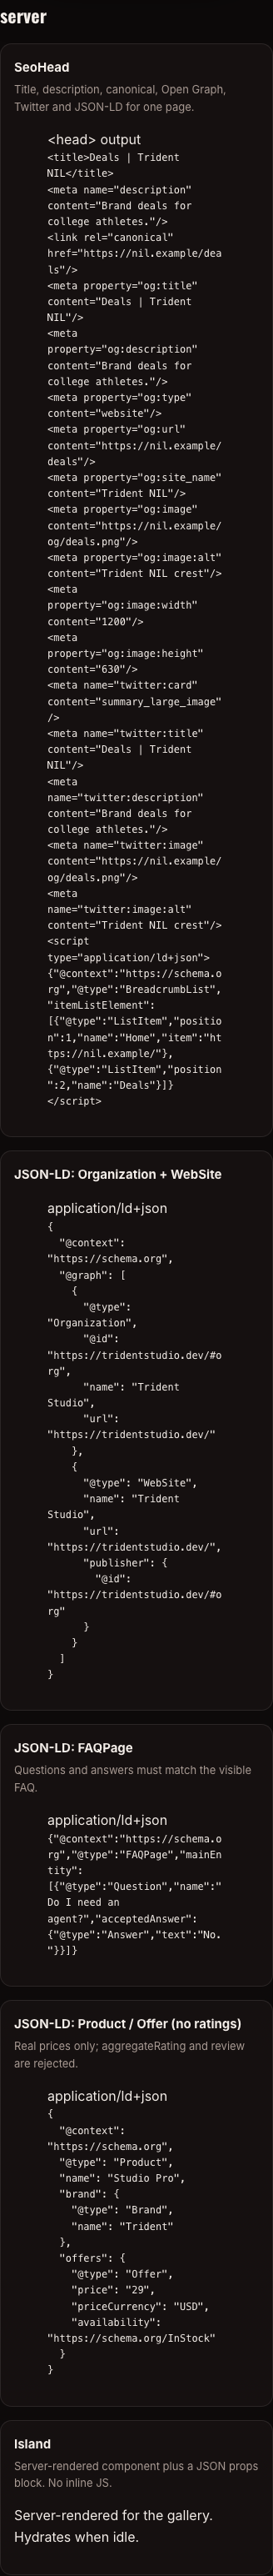 server
SeoHead
Title, description, canonical, Open Graph,
Twitter and JSON-LD for one page.
<head> output
<title>Deals | Trident
NIL</title>
<meta name="description"
content="Brand deals for
college athletes."/>
<link rel="canonical"
href="https://nil.example/dea
ls"/>
<meta property="og:title"
content="Deals | Trident
NIL"/>
<meta
property="og:description"
content="Brand deals for
college athletes."/>
<meta property="og:type"
content="website"/>
<meta property="og:url"
content="https://nil.example/
deals"/>
<meta property="og:site_name"
content="Trident NIL"/>
<meta property="og:image"
content="https://nil.example/
og/deals.png"/>
<meta property="og:image:alt"
content="Trident NIL crest"/>
<meta
property="og:image:width"
content="1200"/>
<meta
property="og:image:height"
content="630"/>
<meta name="twitter:card"
content="summary_large_image"
/>
<meta name="twitter:title"
content="Deals | Trident
NIL"/>
<meta
name="twitter:description"
content="Brand deals for
college athletes."/>
<meta name="twitter:image"
content="https://nil.example/
og/deals.png"/>
<meta
name="twitter:image:alt"
content="Trident NIL crest"/>
<script
type="application/ld+json">
{"@context":"https://schema.o
rg","@type":"BreadcrumbList",
"itemListElement":
[{"@type":"ListItem","positio
n":1,"name":"Home","item":"ht
tps://nil.example/"},
{"@type":"ListItem","position
":2,"name":"Deals"}]}
</script>
JSON-LD: Organization + WebSite
application/ld+json
{
"@context":
"https://schema.org",
"@graph": [
{
"@type":
"Organization",
"@id":
"https://tridentstudio.dev/#o
rg",
"name": "Trident
Studio",
"url":
"https://tridentstudio.dev/"
},
{
"@type": "WebSite",
"name": "Trident
Studio",
"url":
"https://tridentstudio.dev/",
"publisher": {
"@id":
"https://tridentstudio.dev/#o
rg"
}
}
]
}
JSON-LD: FAQPage
Questions and answers must match the visible
FAQ.
application/ld+json
{"@context":"https://schema.o
rg","@type":"FAQPage","mainEn
tity":
[{"@type":"Question","name":"
Do I need an
agent?","acceptedAnswer":
{"@type":"Answer","text":"No.
"}}]}
JSON-LD: Product / Offer (no ratings)
Real prices only; aggregateRating and review
are rejected.
application/ld+json
{
"@context":
"https://schema.org",
"@type": "Product",
"name": "Studio Pro",
"brand": {
"@type": "Brand",
"name": "Trident"
},
"offers": {
"@type": "Offer",
"price": "29",
"priceCurrency": "USD",
"availability":
"https://schema.org/InStock"
}
}
Island
Server-rendered component plus a JSON props
block. No inline JS.
Server-rendered for the gallery.
Hydrates when idle.